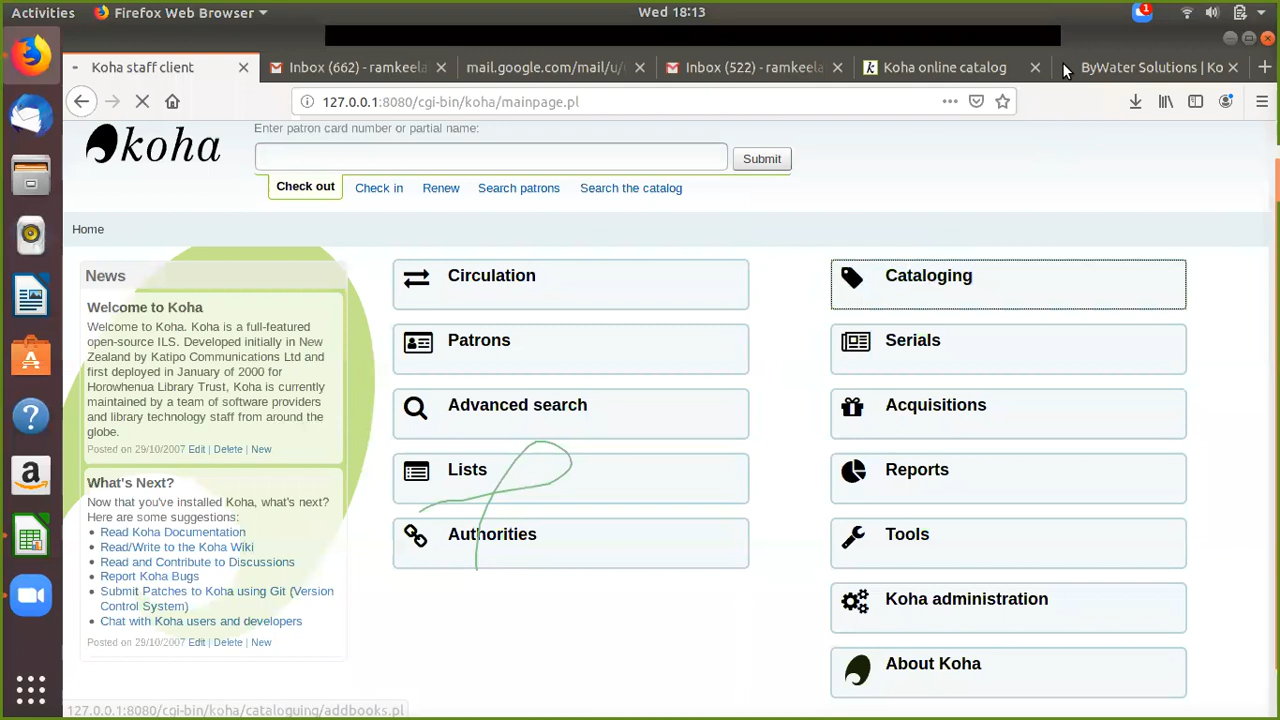 Activities
Firefox Web Browser
Wed 18:13
1
Koha staff client
Inbox (662) - ramkeela
mail.google.com/mail/u/
Inbox (522) - ramkeela
Koha online catalog
ByWater Solutions | Ko
127.0.0.1:8080/cgi-bin/koha/mainpage.pl
koha
Enter patron card number or partial name:
Submit
Check out
Check in
Renew
Search patrons
Search the catalog
Home
News
Welcome to Koha
Welcome to Koha. Koha is a full-featured
open-source ILS. Developed initially in New
Zealand by Katipo Communications Ltd and
first deployed in January of 2000 for
Horowhenua Library Trust, Koha is currently
maintained by a team of software providers
and library technology staff from around the
globe.
Posted on 29/10/2007 Edit | Delete | New
What's Next?
Now that you've installed Koha, what's next?
Here are some suggestions:
Read Koha Documentation
Read/Write to the Koha Wiki
Read and Contribute to Discussions
Report Koha Bugs
Submit Patches to Koha using Git (Version
Control System)
Chat with Koha users and developers
Posted on 29/10/2007 Edit | Delete | New
Circulation
Patrons
Advanced search
Lists
Authorities
Cataloging
Serials
Acquisitions
Reports
Tools
Koha administration
About Koha
127.0.0.1:8080/cgi-bin/koha/cataloguing/addbooks.pl